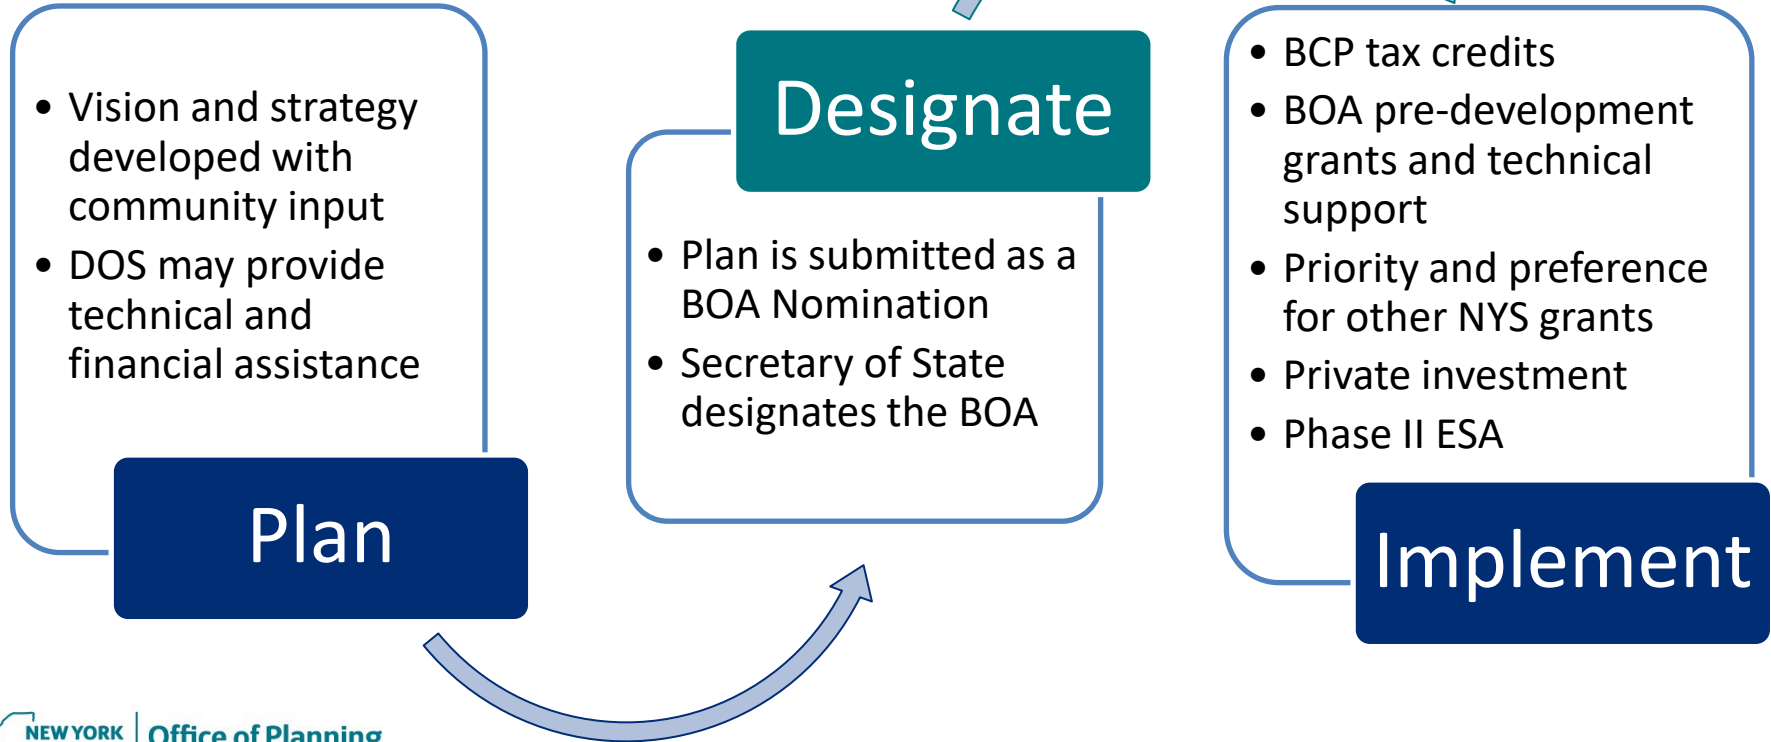 • Vision and strategy
developed with
community input
• DOS may provide
technical and
financial assistance
Plan
Designate
• Plan is submitted as a
BOA Nomination
• Secretary of State
designates the BOA
• BCP tax credits
• BOA pre-development
grants and technical
support
• Priority and preference
for other NYS grants
• Private investment
• Phase II ESA
Implement
NEW YORK
Office of Planning